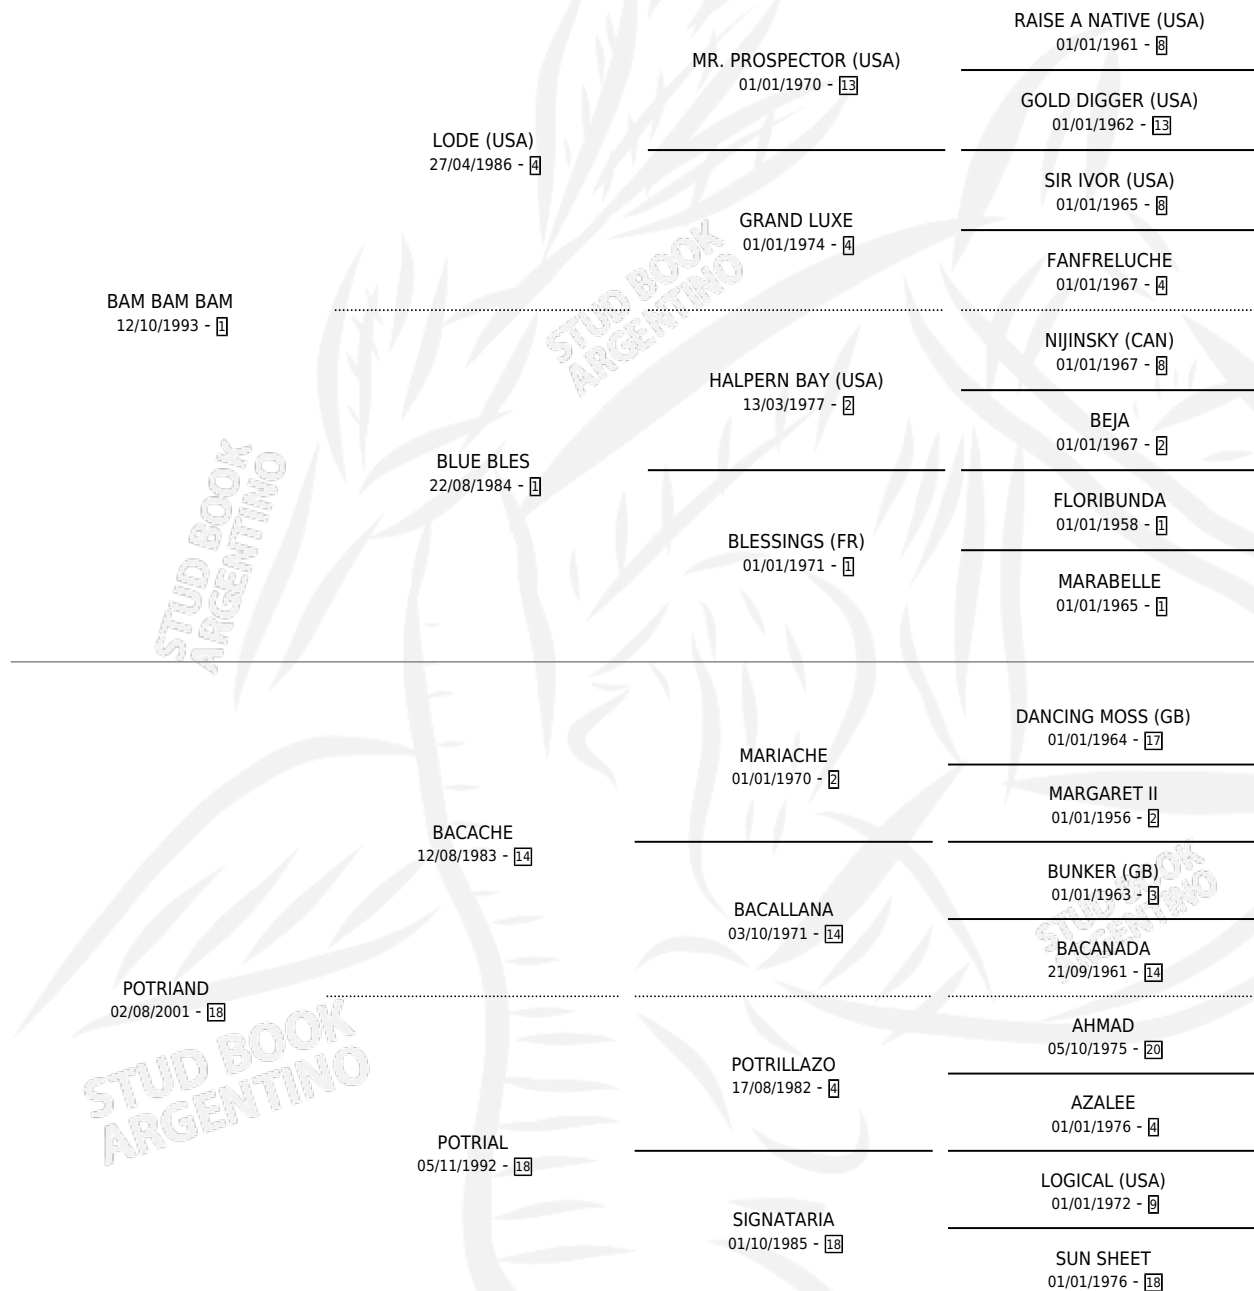 RAISE A NATIVE (USA)
01/01/1961 - 8
MR. PROSPECTOR (USA)
01/01/1970 - 13
GOLD DIGGER (USA)
01/01/1962 - 13
LODE (USA)
27/04/1986 - 4
SIR IVOR (USA)
01/01/1965 - 8
GRAND LUXE
01/01/1974 - 4
FANFRELUCHE
01/01/1967 - 4
BAM BAM BAM
12/10/1993 - 1
STUD BOOK
ARGENTINO
NIJINSKY (CAN)
01/01/1967 - 8
HALPERN BAY (USA)
13/03/1977 - 2
BEJA
01/01/1967 - 2
BLUE BLES
22/08/1984 - 1
FLORIBUNDA
01/01/1958 - 1
BLESSINGS (FR)
01/01/1971 - 1
MARABELLE
01/01/1965 - 1
STUD BOOK
ARGENTINO
DANCING MOSS (GB)
01/01/1964 - 17
MARIACHE
01/01/1970 - 2
MARGARET II
01/01/1956 - 2
BACACHE
12/08/1983 - 14
BUNKER (GB)
01/01/1963 - 3
BACALLANA
03/10/1971 - 14
BACANADA
21/09/1961 - 14
STUD BOOK
ARGENTINO
POTRIAND
02/08/2001 - 18
AHMAD
05/10/1975 - 20
POTRILLAZO
17/08/1982 - 4
AZALEE
01/01/1976 - 4
STUD BOOK
ARGENTINO
POTRIAL
05/11/1992 - 18
LOGICAL (USA)
01/01/1972 - 9
SIGNATARIA
01/10/1985 - 18
SUN SHEET
01/01/1976 - 18